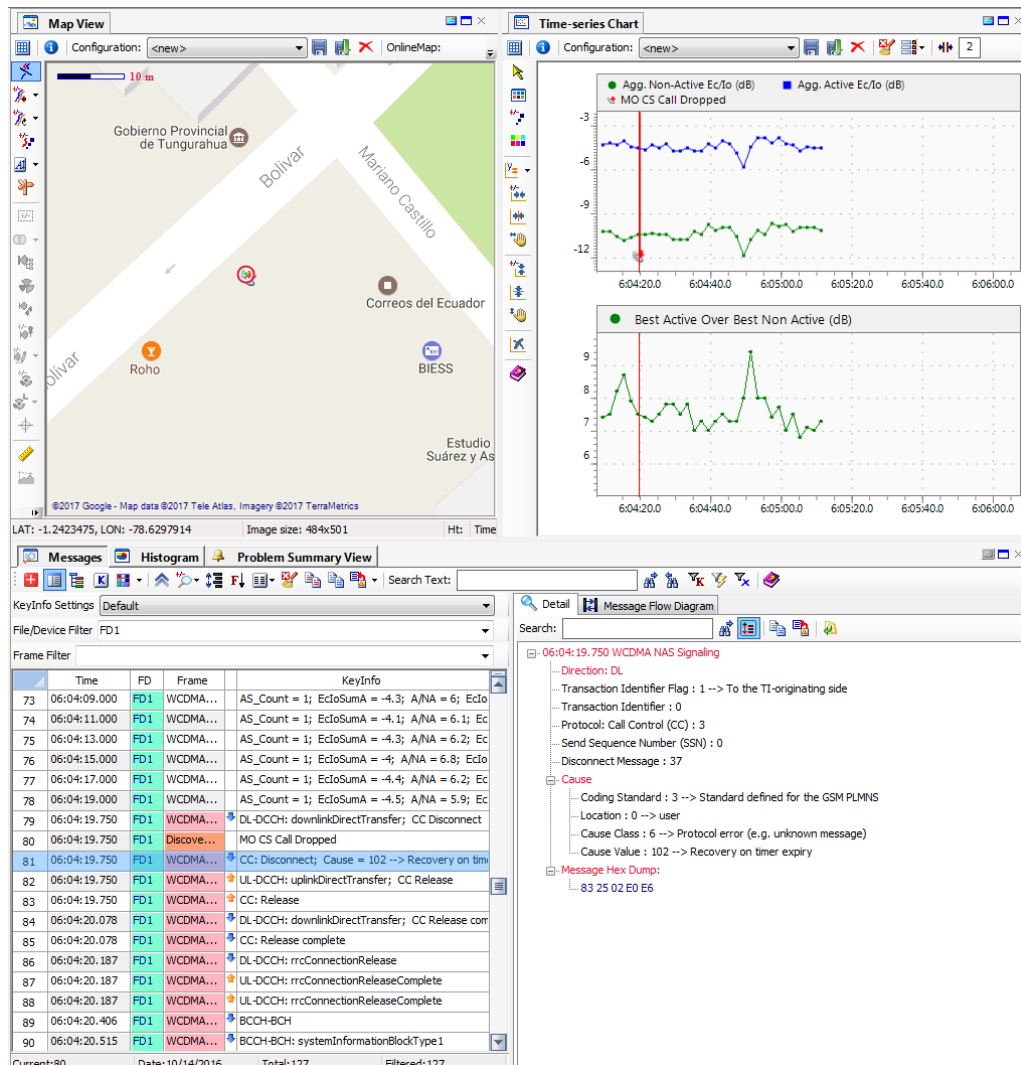 Map View
Configuration: <new> OnlineMap:
10 m
Gobierno Provincial
de Tungurahua
Bolivar
Mariano Castillo
Correos del Ecuador
Roho
BIESS
olivar
Estudio
Suárez y As
©2017 Google - Map data ©2017 Tele Atlas, Imagery ©2017 TerraMetrics
LAT: -1.2423475, LON: -78.6297914 Image size: 484x501 Ht: Time
Time-series Chart
Configuration: <new> 2
Agg. Non-Active Ec/Io (dB) Agg. Active Ec/Io (dB)
MO CS Call Dropped
-3
-6
-9
-12
6:04:20.0 6:04:40.0 6:05:00.0 6:05:20.0 6:05:40.0 6:06:00.0
Best Active Over Best Non Active (dB)
9
8
7
6
6:04:20.0 6:04:40.0 6:05:00.0 6:05:20.0 6:05:40.0 6:06:00.0
Messages Histogram Problem Summary View
Search Text:
KeyInfo Settings Default
File/Device Filter FD1
Frame Filter
Time FD Frame KeyInfo
73 06:04:09.000 FD1 WCDMA... AS_Count = 1; EcIoSumA = -4.3; A/NA = 6; EcIo
74 06:04:11.000 FD1 WCDMA... AS_Count = 1; EcIoSumA = -4.1; A/NA = 6.1; Ec
75 06:04:13.000 FD1 WCDMA... AS_Count = 1; EcIoSumA = -4.3; A/NA = 6.2; Ec
76 06:04:15.000 FD1 WCDMA... AS_Count = 1; EcIoSumA = -4; A/NA = 6.8; EcIo
77 06:04:17.000 FD1 WCDMA... AS_Count = 1; EcIoSumA = -4.4; A/NA = 6.2; Ec
78 06:04:19.000 FD1 WCDMA... AS_Count = 1; EcIoSumA = -4.5; A/NA = 5.9; Ec
79 06:04:19.750 FD1 WCDMA... DL-DCCH: downlinkDirectTransfer; CC Disconnect
80 06:04:19.750 FD1 Discove... MO CS Call Dropped
81 06:04:19.750 FD1 WCDMA... CC: Disconnect; Cause = 102 --> Recovery on time
82 06:04:19.750 FD1 WCDMA... UL-DCCH: uplinkDirectTransfer; CC Release
83 06:04:19.750 FD1 WCDMA... CC: Release
84 06:04:20.078 FD1 WCDMA... DL-DCCH: downlinkDirectTransfer; CC Release com
85 06:04:20.078 FD1 WCDMA... CC: Release complete
86 06:04:20.187 FD1 WCDMA... DL-DCCH: rrcConnectionRelease
87 06:04:20.187 FD1 WCDMA... UL-DCCH: rrcConnectionReleaseComplete
88 06:04:20.187 FD1 WCDMA... UL-DCCH: rrcConnectionReleaseComplete
89 06:04:20.406 FD1 WCDMA... BCCH-BCH
90 06:04:20.515 FD1 WCDMA... BCCH-BCH: systemInformationBlockType1
Current:80 Date:10/14/2016 Total:127 Filtered:127
Detail Message Flow Diagram
Search:
06:04:19.750 WCDMA NAS Signaling
Direction: DL
Transaction Identifier Flag : 1 --> To the TI-originating side
Transaction Identifier : 0
Protocol: Call Control (CC) : 3
Send Sequence Number (SSN) : 0
Disconnect Message : 37
Cause
Coding Standard : 3 --> Standard defined for the GSM PLMNS
Location : 0 --> user
Cause Class : 6 --> Protocol error (e.g. unknown message)
Cause Value : 102 --> Recovery on timer expiry
Message Hex Dump:
83 25 02 E0 E6